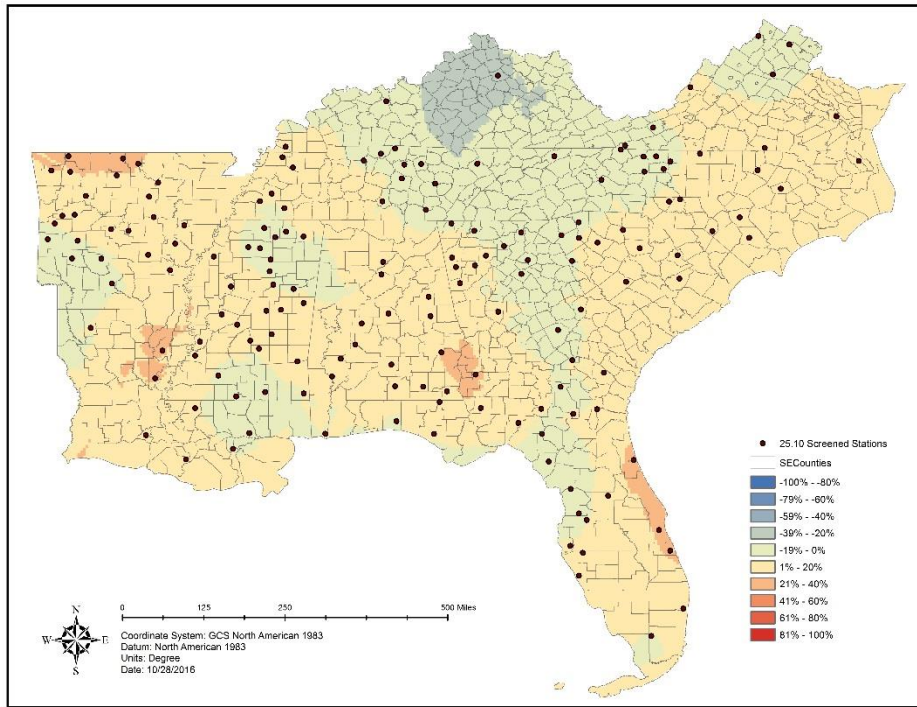 25.10 Screened Stations
SECounties
-100% - -80%
-79% - -60%
-59% - -40%
-39% - -20%
-19% - 0%
1% - 20%
21% - 40%
41% - 60%
61% - 80%
81% - 100%
0 125 250 500 Miles
N
W E
S
Coordinate System: GCS North American 1983
Datum: North American 1983
Units: Degree
Date: 10/28/2016